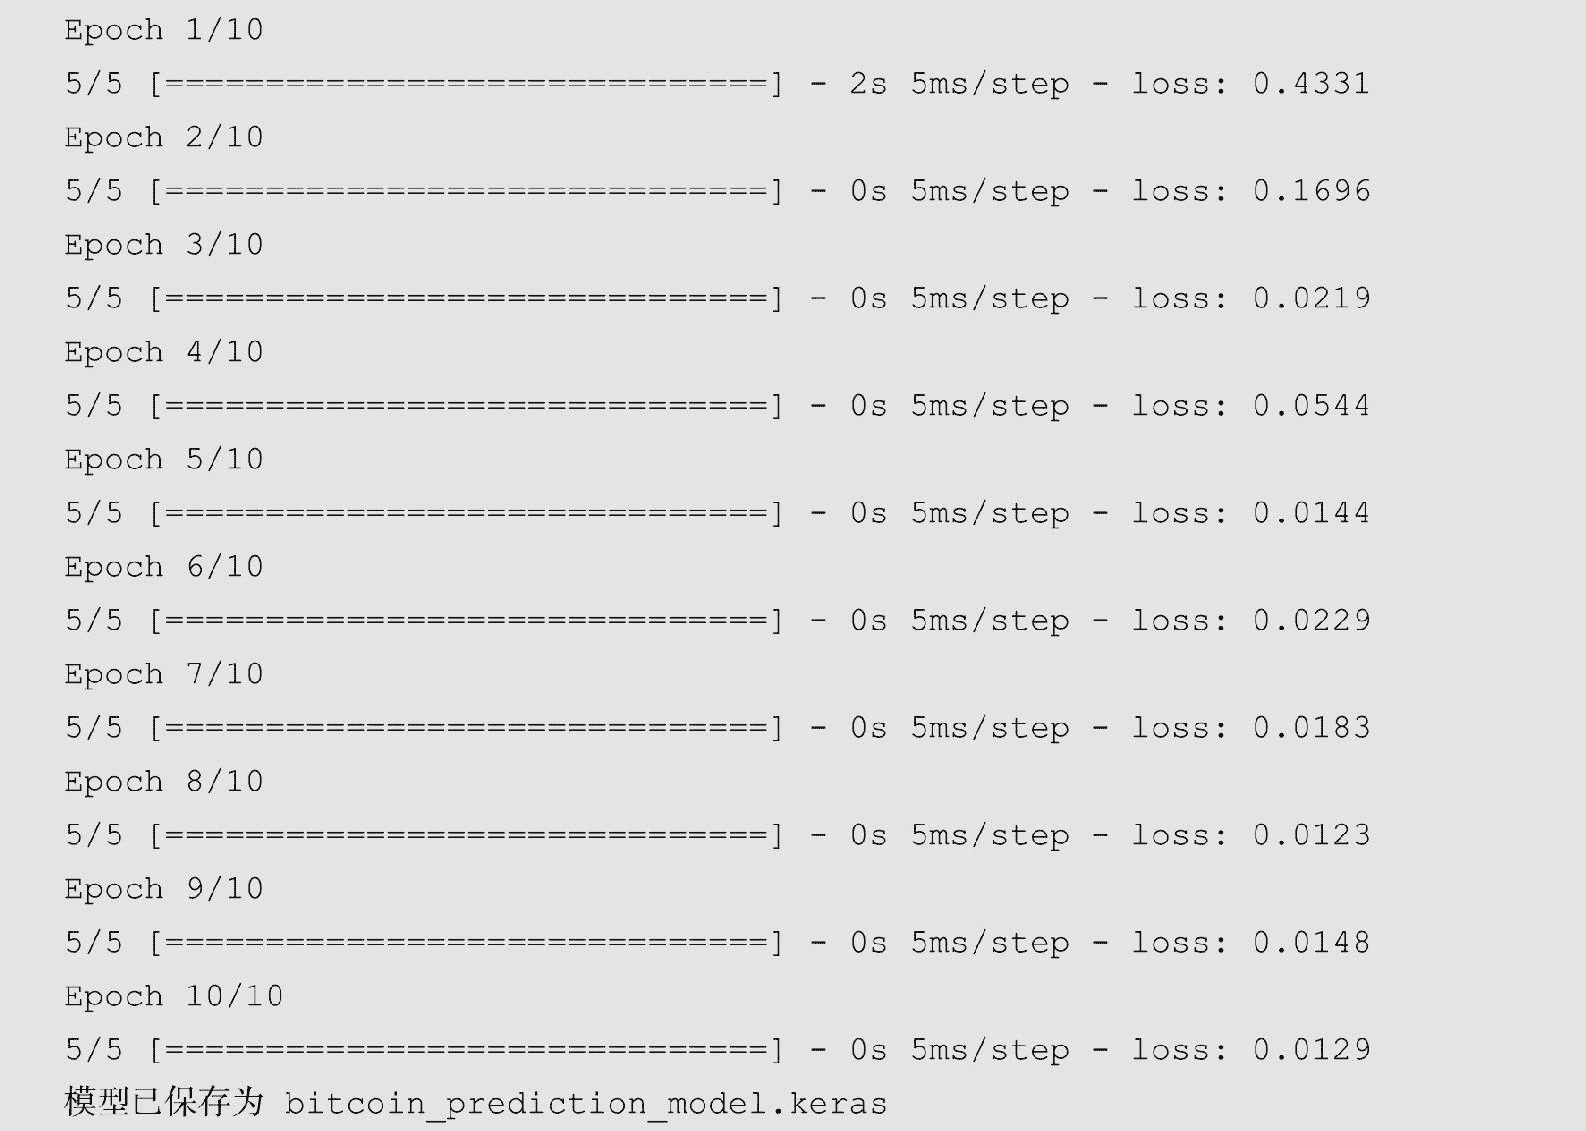 Epoch 1/10
5/5 [==============================] - 2s 5ms/step - loss: 0.4331
Epoch 2/10
5/5 [==============================] - 0s 5ms/step - loss: 0.1696
Epoch 3/10
5/5 [==============================] - 0s 5ms/step - loss: 0.0219
Epoch 4/10
5/5 [==============================] - 0s 5ms/step - loss: 0.0544
Epoch 5/10
5/5 [==============================] - 0s 5ms/step - loss: 0.0144
Epoch 6/10
5/5 [==============================] - 0s 5ms/step - loss: 0.0229
Epoch 7/10
5/5 [==============================] - 0s 5ms/step - loss: 0.0183
Epoch 8/10
5/5 [==============================] - 0s 5ms/step - loss: 0.0123
Epoch 9/10
5/5 [==============================] - 0s 5ms/step - loss: 0.0148
Epoch 10/10
5/5 [==============================] - 0s 5ms/step - loss: 0.0129
模型已保存为 bitcoin_prediction_model.keras